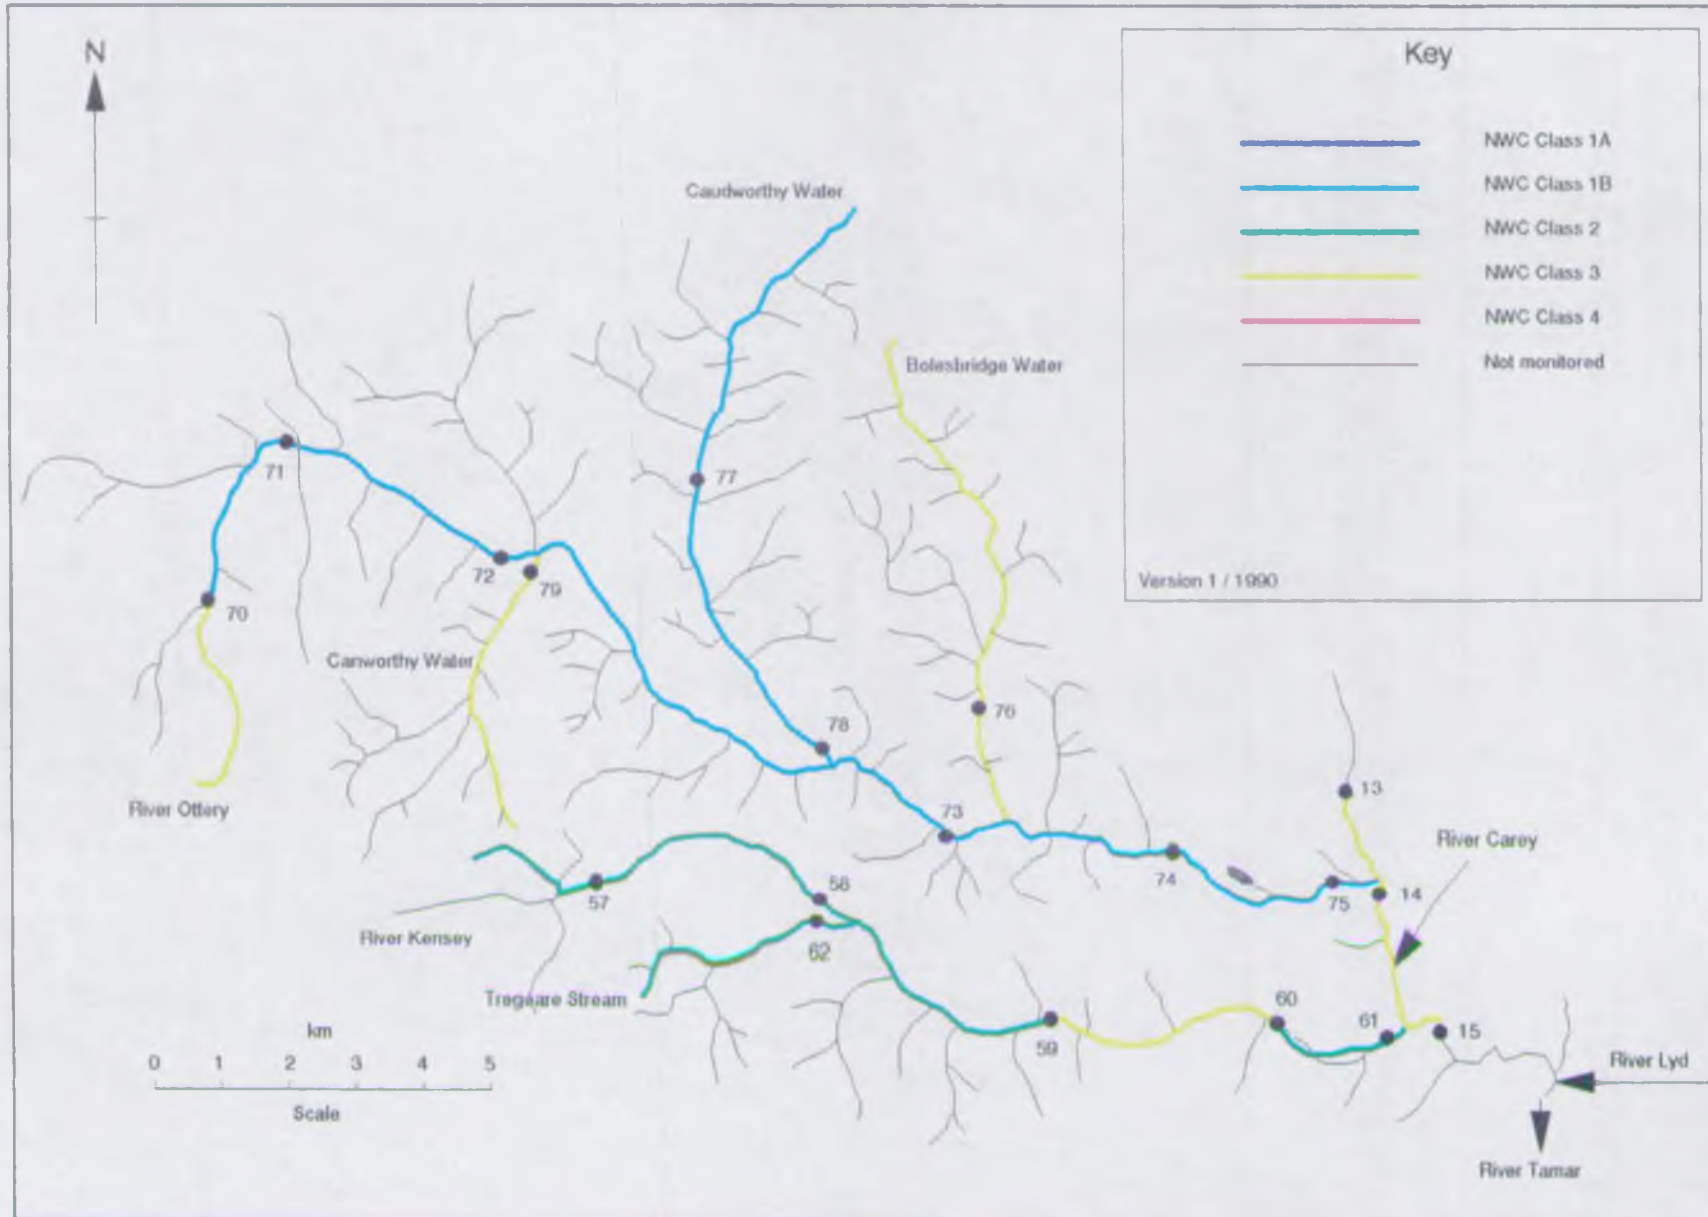 N
Key
NWC Class 1A
NWC Class 1B
NWC Class 2
NWC Class 3
NWC Class 4
Not monitored
Version 1 / 1990
Caudworthy Water
Bolesbridge Water
71
77
72
79
70
Canworthy Water
76
78
River Ottery
73
13
River Carey
74
75
14
57
58
River Kensey
62
Tregeare Stream
59
60
61
15
River Lyd
River Tamar
km
0 1 2 3 4 5
Scale